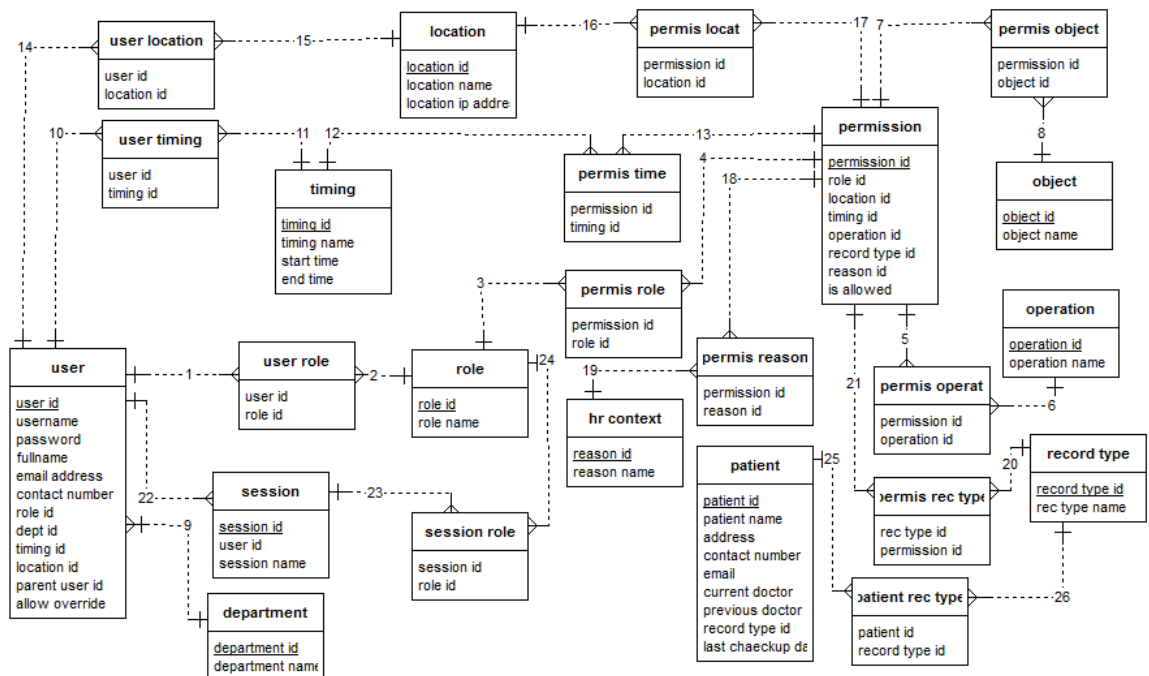 user location
user id
location id
14
15
location
location id
location name
location ip addre
16
permis locat
permission id
location id
17
7
permis object
permission id
object id
8
object
object id
object name
10
user timing
user id
timing id
11
12
timing
timing id
timing name
start time
end time
permis time
permission id
timing id
13
4
18
permission
permission id
role id
location id
timing id
operation id
record type id
reason id
is allowed
3
permis role
permission id
role id
operation
operation id
operation name
5
6
permis operat
permission id
operation id
user
user id
username
password
fullname
email address
contact number
role id
dept id
timing id
location id
parent user id
allow override
1
user role
user id
role id
2
role
role id
role name
24
19
permis reason
permission id
reason id
21
hr context
reason id
reason name
22
session
session id
user id
session name
23
session role
session id
role id
9
department
department id
department name
patient
patient id
patient name
address
contact number
email
current doctor
previous doctor
record type id
last chaeckup da
25
permis rec type
rec type id
permission id
20
record type
record type id
rec type name
patient rec type
patient id
record type id
26